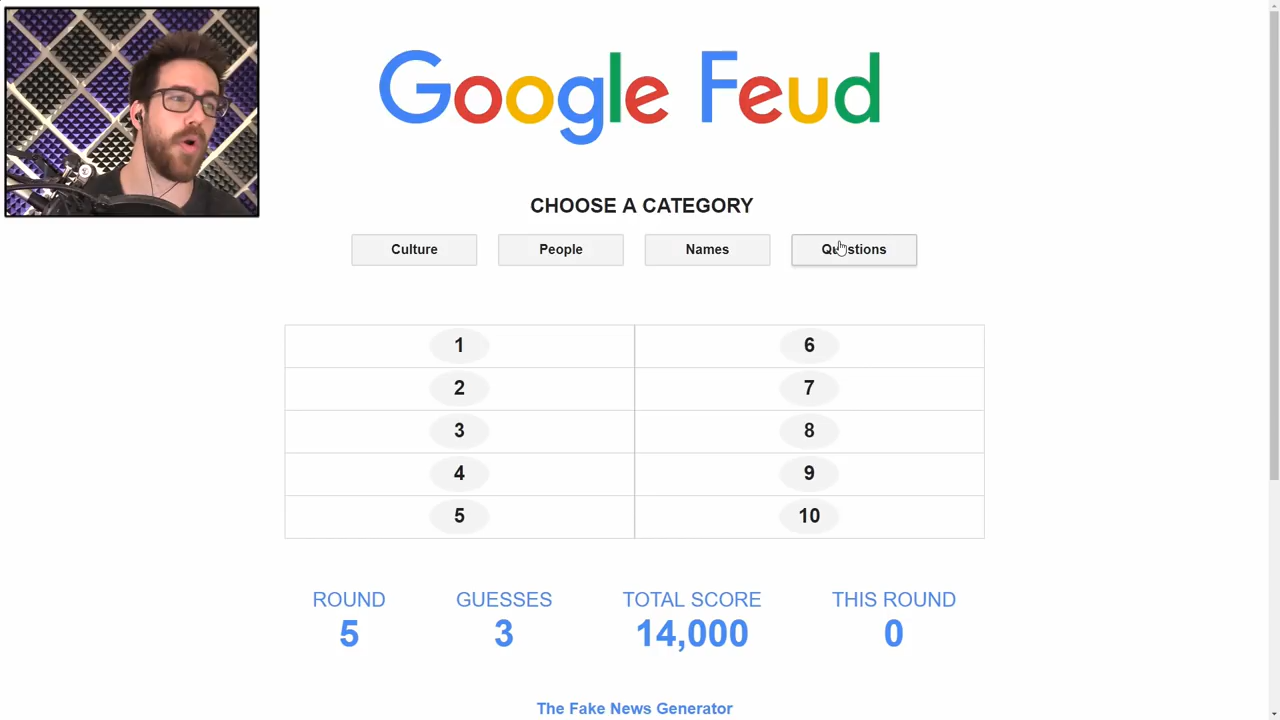 Google Feud
CHOOSE A CATEGORY
Culture People Names Questions
1 6
2 7
3 8
4 9
5 10
ROUND GUESSES TOTAL SCORE THIS ROUND
5 3 14,000 0
The Fake News Generator